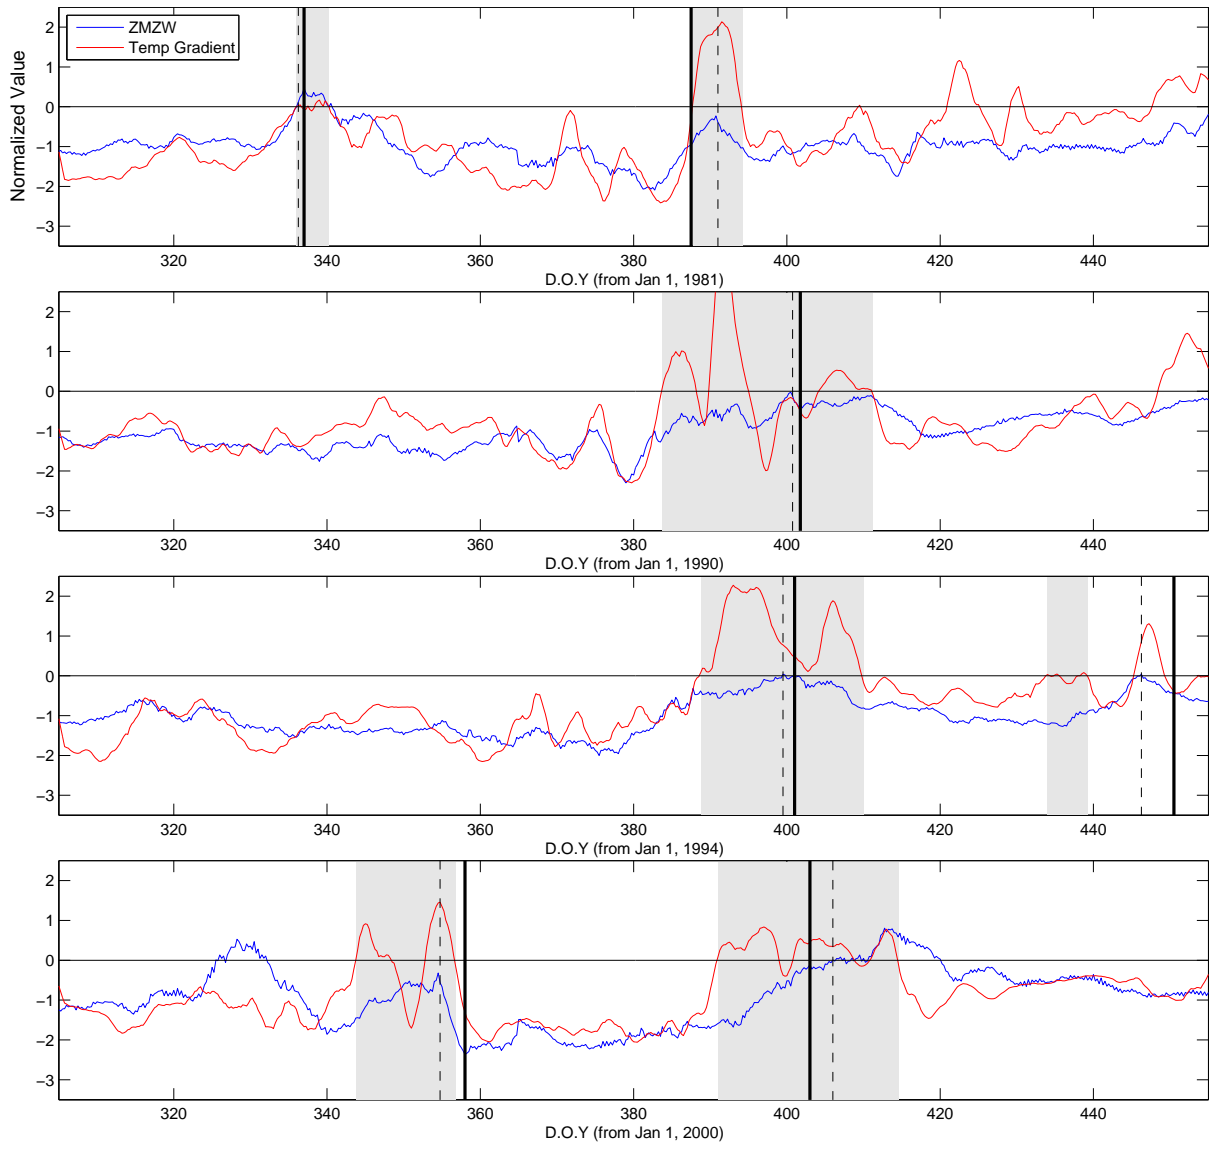 ZMZW
Temp Gradient
Normalized Value
2
1
0
−1
−2
−3
320 340 360 380 400 420 440
D.O.Y (from Jan 1, 1981)
2
1
0
−1
−2
−3
320 340 360 380 400 420 440
D.O.Y (from Jan 1, 1990)
2
1
0
−1
−2
−3
320 340 360 380 400 420 440
D.O.Y (from Jan 1, 1994)
2
1
0
−1
−2
−3
320 340 360 380 400 420 440
D.O.Y (from Jan 1, 2000)